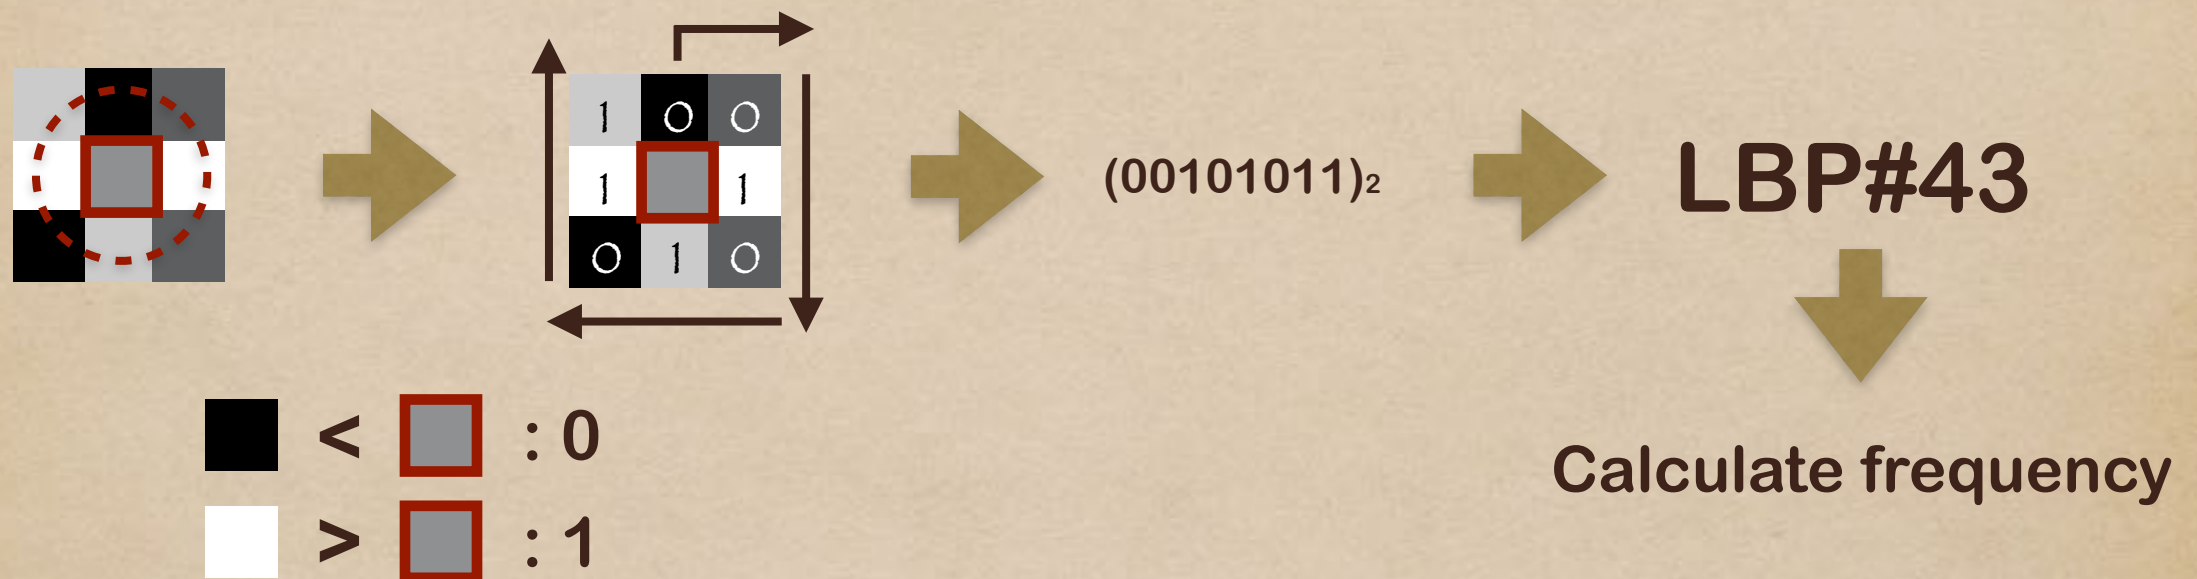 1 0 0
1 1
0 1 0
(00101011)2
LBP#43
< : 0
> : 1
Calculate frequency